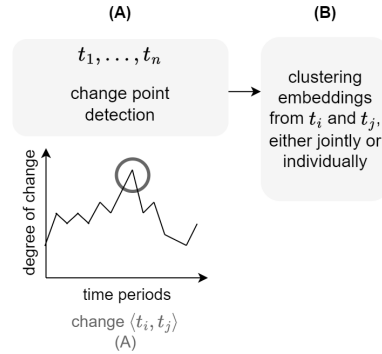 (A)
t₁, . . . , tₙ
change point
detection
(B)
clustering
embeddings
from tᵢ and tⱼ,
either jointly or
individually
degree of change
time periods
change ⟨tᵢ, tⱼ⟩
(A)